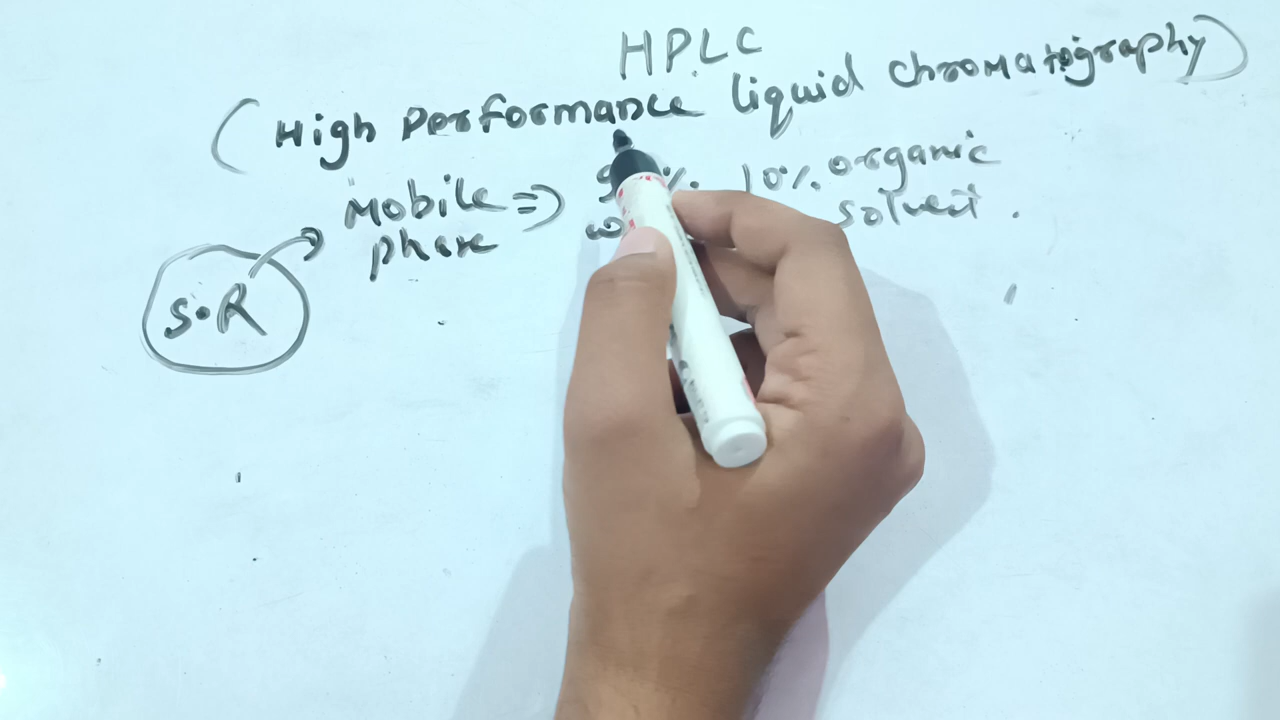 HPLC
(High Performance liquid chromatography)
Mobile phase => % 10% organic solvent.
S.R